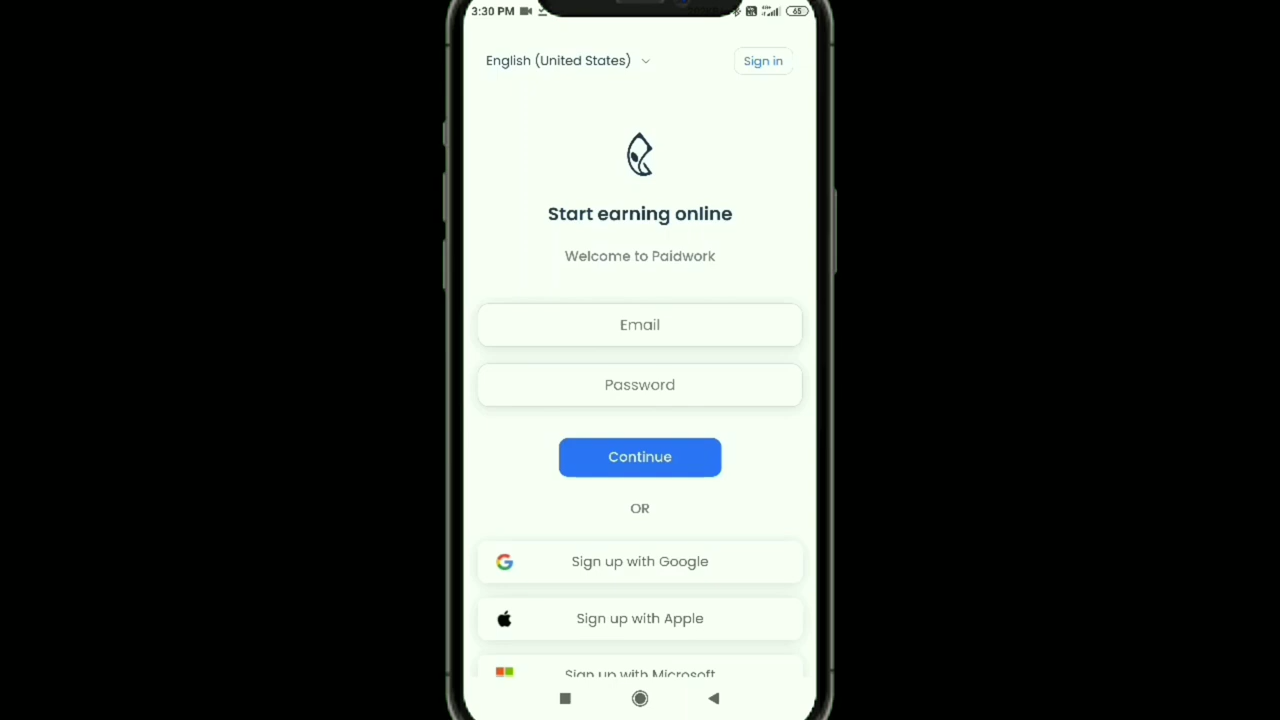 3:30 PM
65
English (United States)
Sign in
Start earning online
Welcome to Paidwork
Email
Password
Continue
OR
Sign up with Google
Sign up with Apple
Sign up with Microsoft